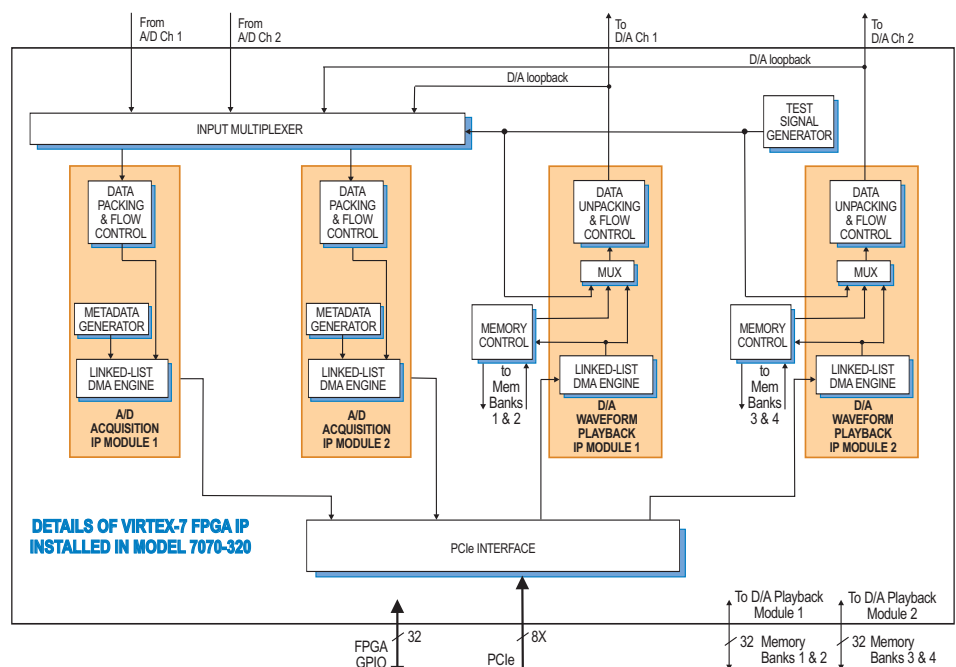 From
A/D Ch 1
From
A/D Ch 2
To
D/A Ch 1
To
D/A Ch 2
D/A loopback
D/A loopback
INPUT MULTIPLEXER
TEST
SIGNAL
GENERATOR
DATA
PACKING
& FLOW
CONTROL
DATA
PACKING
& FLOW
CONTROL
DATA
UNPACKING
& FLOW
CONTROL
DATA
UNPACKING
& FLOW
CONTROL
MUX
MUX
METADATA
GENERATOR
METADATA
GENERATOR
MEMORY
CONTROL
MEMORY
CONTROL
LINKED-LIST
DMA ENGINE
LINKED-LIST
DMA ENGINE
to
Mem
Banks
1 & 2
LINKED-LIST
DMA ENGINE
to
Mem
Banks
3 & 4
LINKED-LIST
DMA ENGINE
A/D
ACQUISITION
IP MODULE 1
A/D
ACQUISITION
IP MODULE 2
D/A
WAVEFORM
PLAYBACK
IP MODULE 1
D/A
WAVEFORM
PLAYBACK
IP MODULE 2
DETAILS OF VIRTEX-7 FPGA IP
INSTALLED IN MODEL 7070-320
PCIe INTERFACE
To D/A Playback
Module 1
To D/A Playback
Module 2
32
FPGA
GPIO
8X
PCIe
32 Memory
Banks 1 & 2
32 Memory
Banks 3 & 4